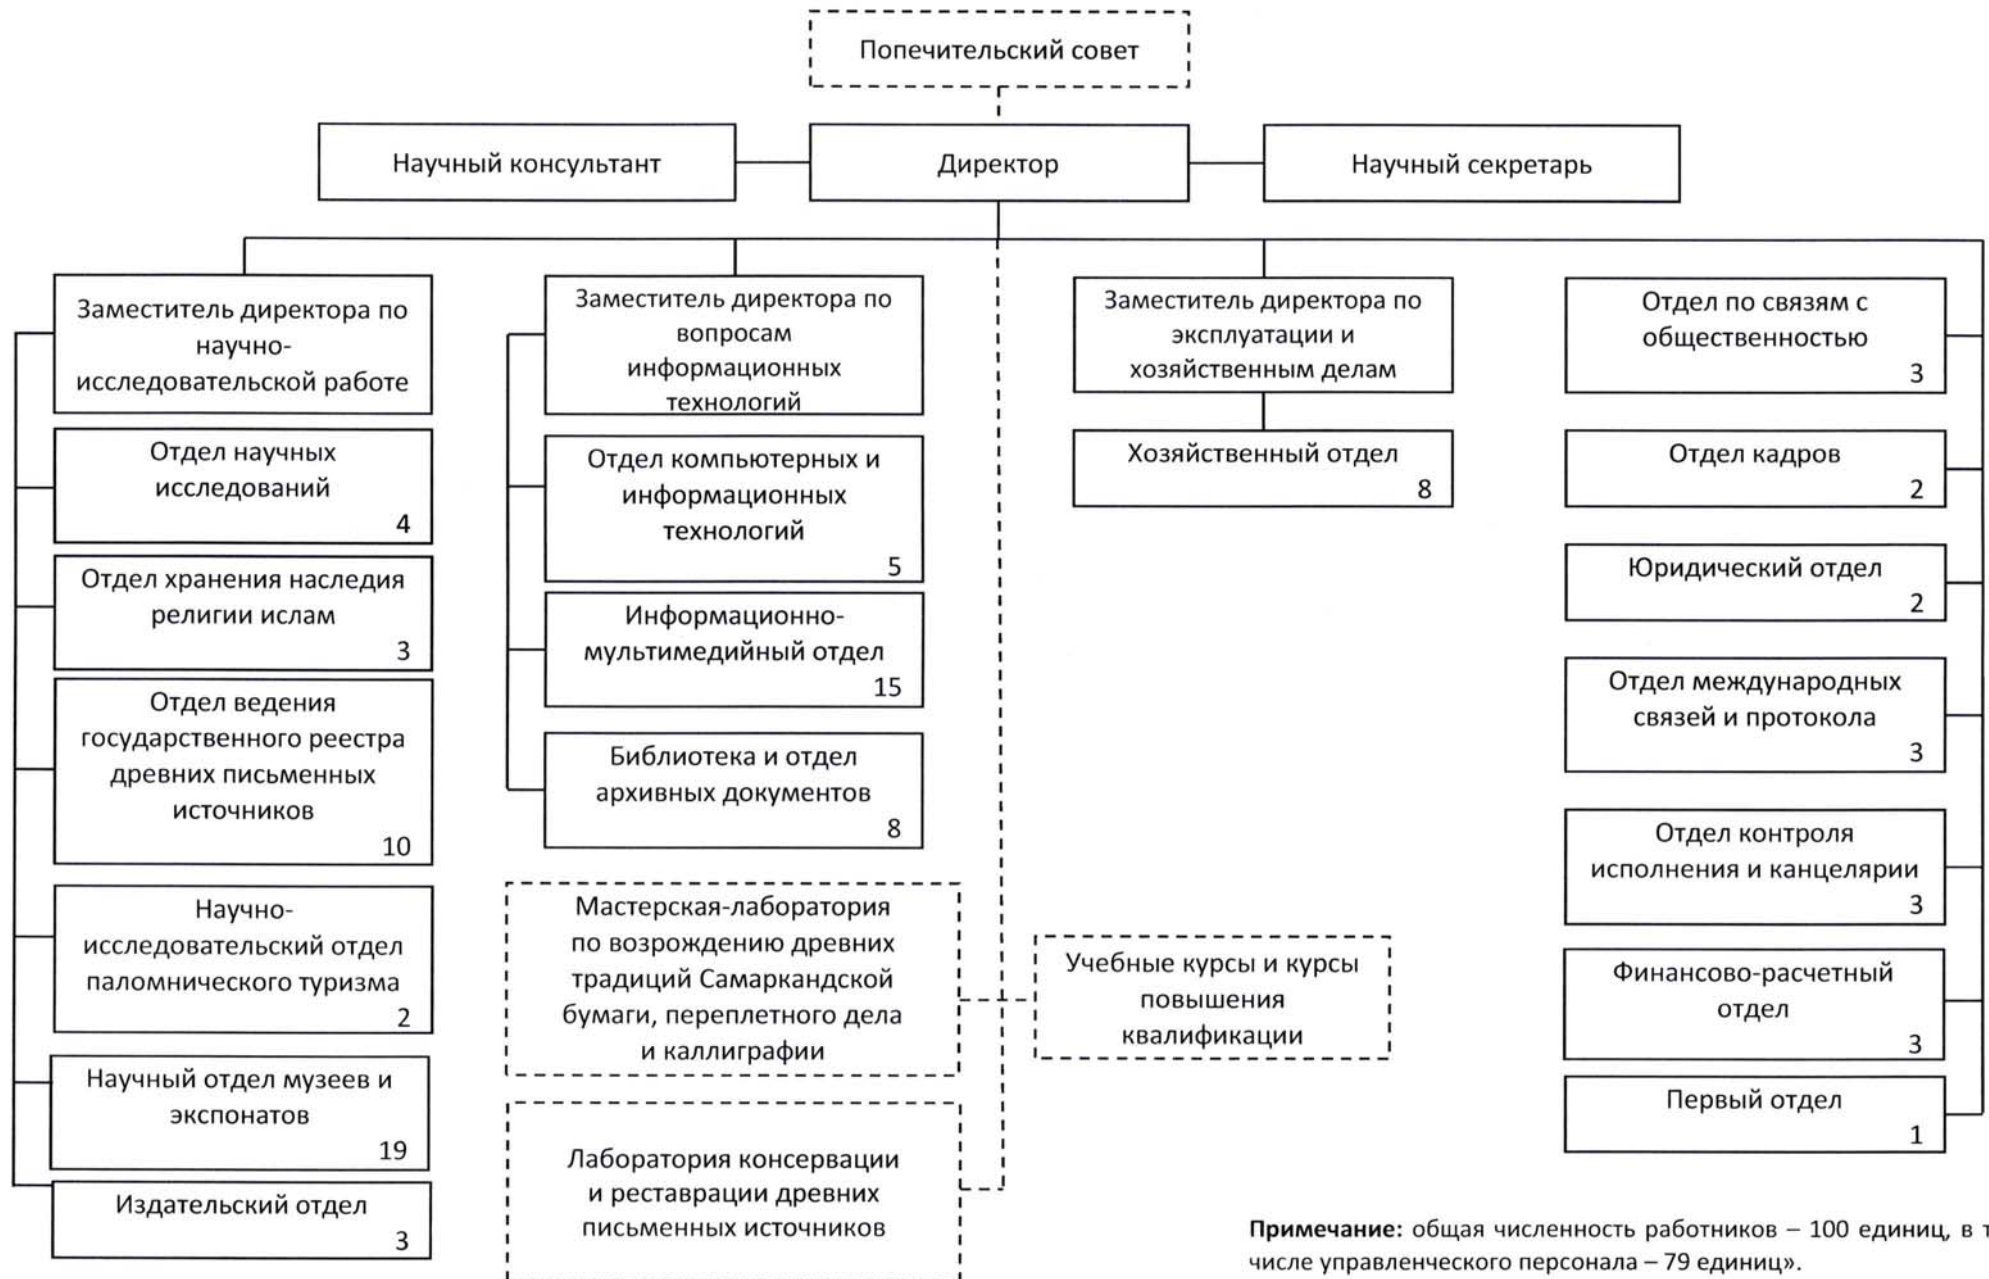 Попечительский совет
Научный консультант
Директор
Научный секретарь
Заместитель директора по
научно-
исследовательской работе
Отдел научных
исследований
4
Отдел хранения наследия
религии ислам
3
Отдел ведения
государственного реестра
древних письменных
источников
10
Научно-
исследовательский отдел
паломнического туризма
2
Научный отдел музеев и
экспонатов
19
Издательский отдел
3
Заместитель директора по
вопросам
информационных
технологий
Отдел компьютерных и
информационных
технологий
5
Информационно-
мультимедийный отдел
15
Библиотека и отдел
архивных документов
8
Мастерская-лаборатория
по возрождению древних
традиций Самаркандской
бумаги, переплетного дела
и каллиграфии
Лаборатория консервации
и реставрации древних
письменных источников
Учебные курсы и курсы
повышения
квалификации
Заместитель директора по
эксплуатации и
хозяйственным делам
Хозяйственный отдел
8
Отдел по связям с
общественностью
3
Отдел кадров
2
Юридический отдел
2
Отдел международных
связей и протокола
3
Отдел контроля
исполнения и канцелярии
3
Финансово-расчетный
отдел
3
Первый отдел
1
Примечание: общая численность работников – 100 единиц, в т
числе управленческого персонала – 79 единиц».